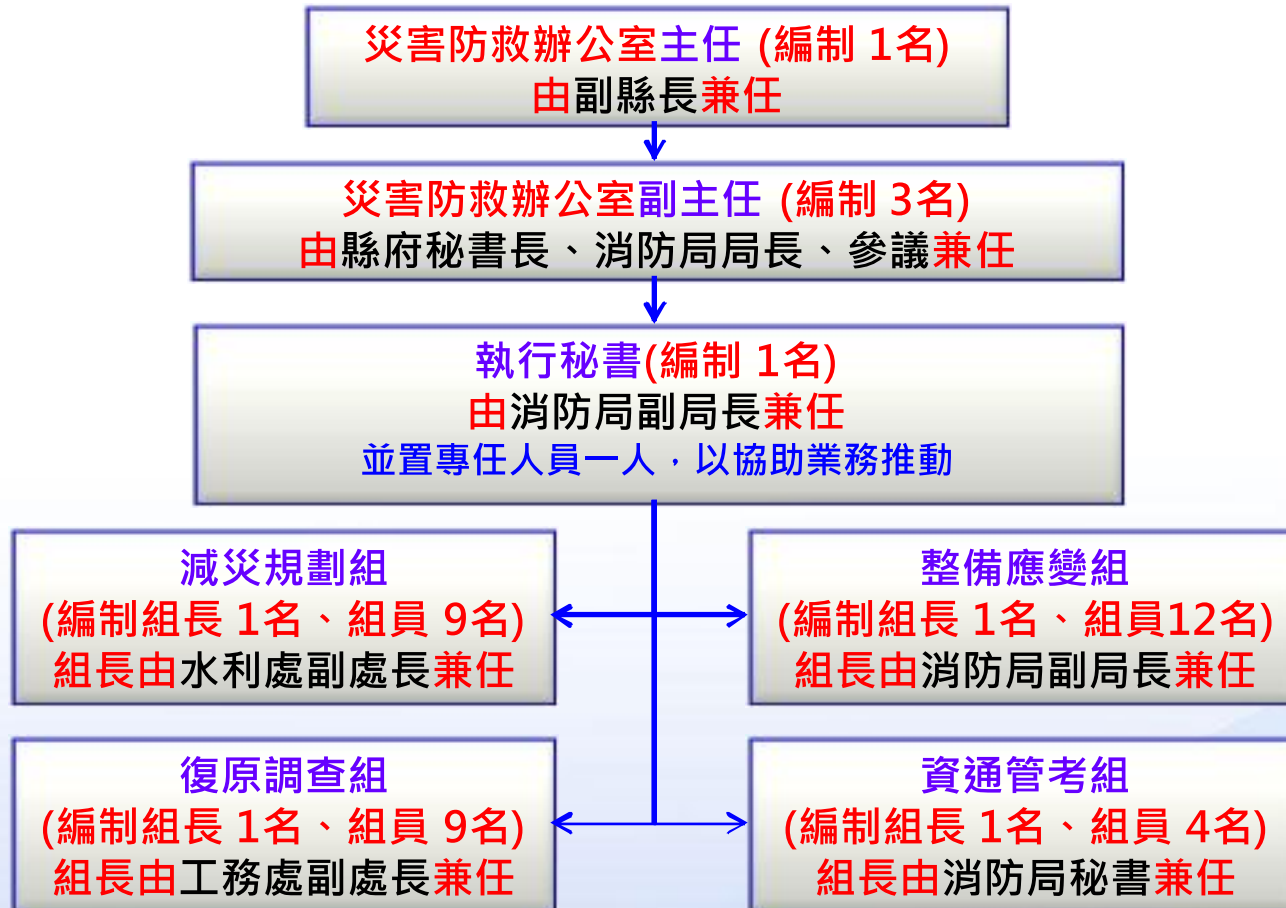 災害防救辦公室主任 (編制 1名)
由副縣長兼任
災害防救辦公室副主任 (編制 3名)
由縣府秘書長、消防局局長、參議兼任
執行秘書(編制 1名)
由消防局副局長兼任
並置專任人員一人，以協助業務推動
減災規劃組
(編制組長 1名、組員 9名)
組長由水利處副處長兼任
整備應變組
(編制組長 1名、組員12名)
組長由消防局副局長兼任
復原調查組
(編制組長 1名、組員 9名)
組長由工務處副處長兼任
資通管考組
(編制組長 1名、組員 4名)
組長由消防局秘書兼任